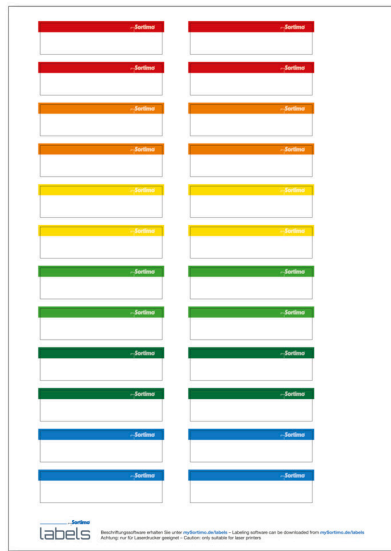 Sortimo Sortimo
Sortimo Sortimo
Sortimo Sortimo
Sortimo Sortimo
Sortimo Sortimo
Sortimo Sortimo
Sortimo Sortimo
Sortimo Sortimo
Sortimo Sortimo
Sortimo Sortimo
Sortimo Sortimo
Sortimo Sortimo
Sortimo
labels
Beschriftungssoftware erhalten Sie unter mySortimo.de/labels – Labeling software can be downloaded from mySortimo.de/labels
Achtung: nur für Laserdrucker geeignet – Caution: only suitable for laser printers